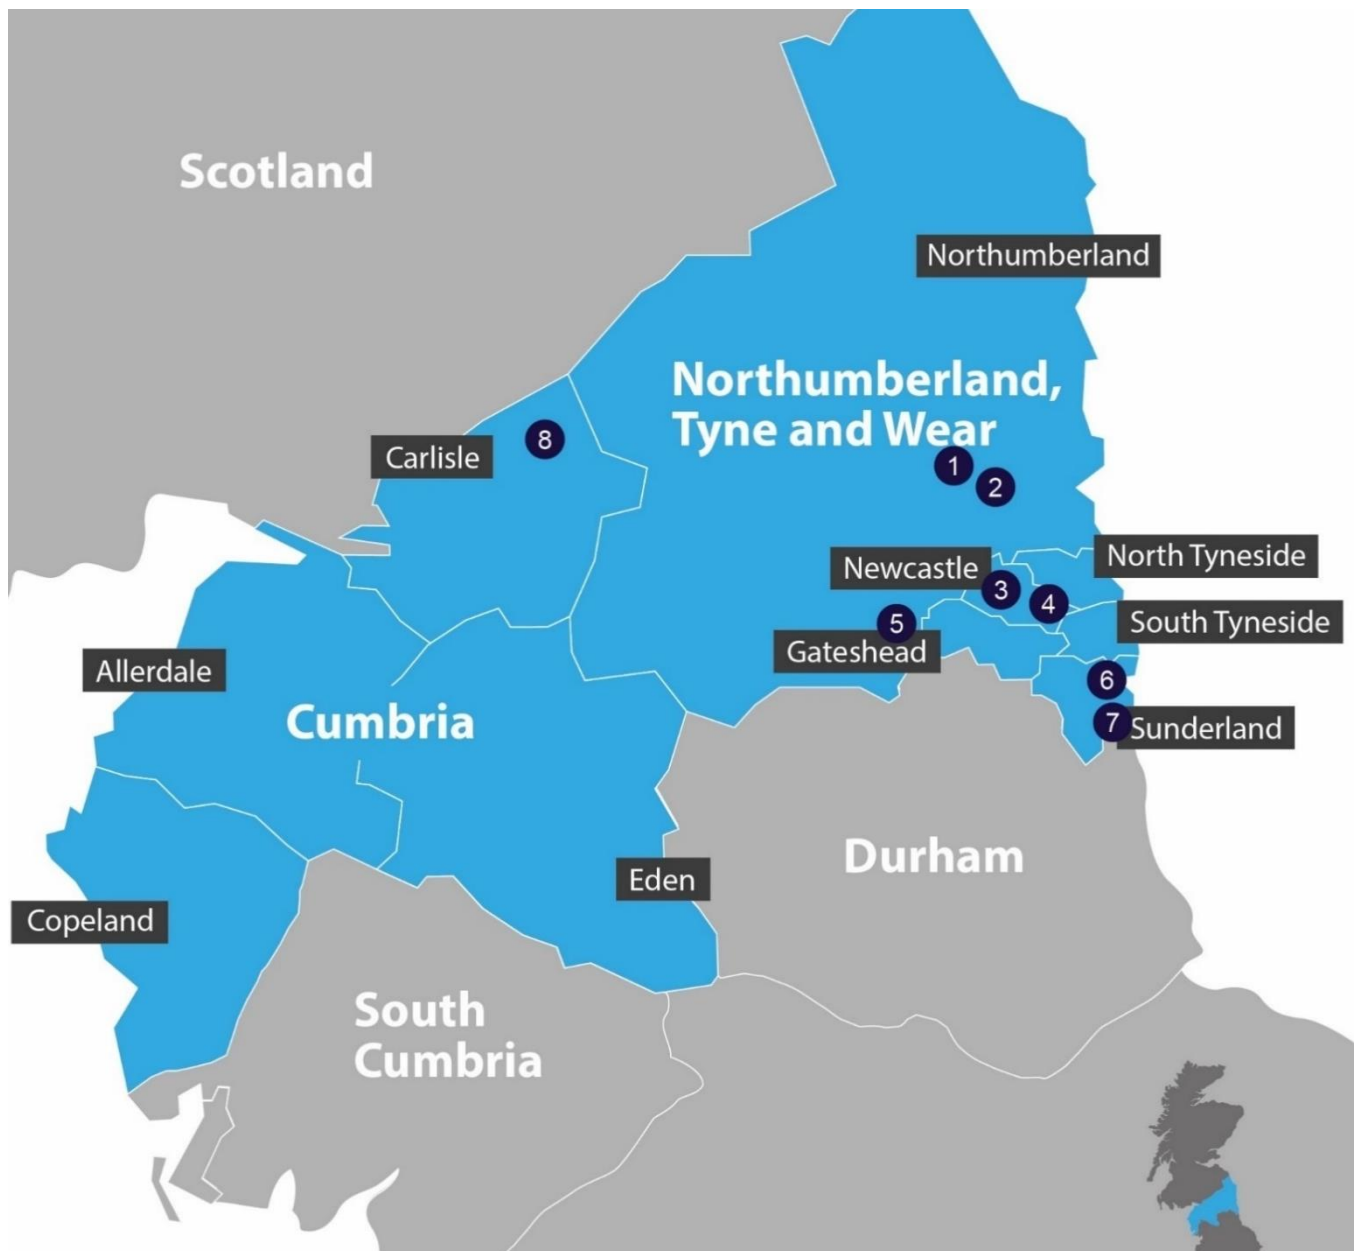 Scotland
Northumberland
Northumberland,
Tyne and Wear
8
Carlisle
1
2
North Tyneside
Newcastle
3
4
5
South Tyneside
Gateshead
Allerdale
6
Cumbria
7
Sunderland
Durham
Eden
Copeland
South
Cumbria